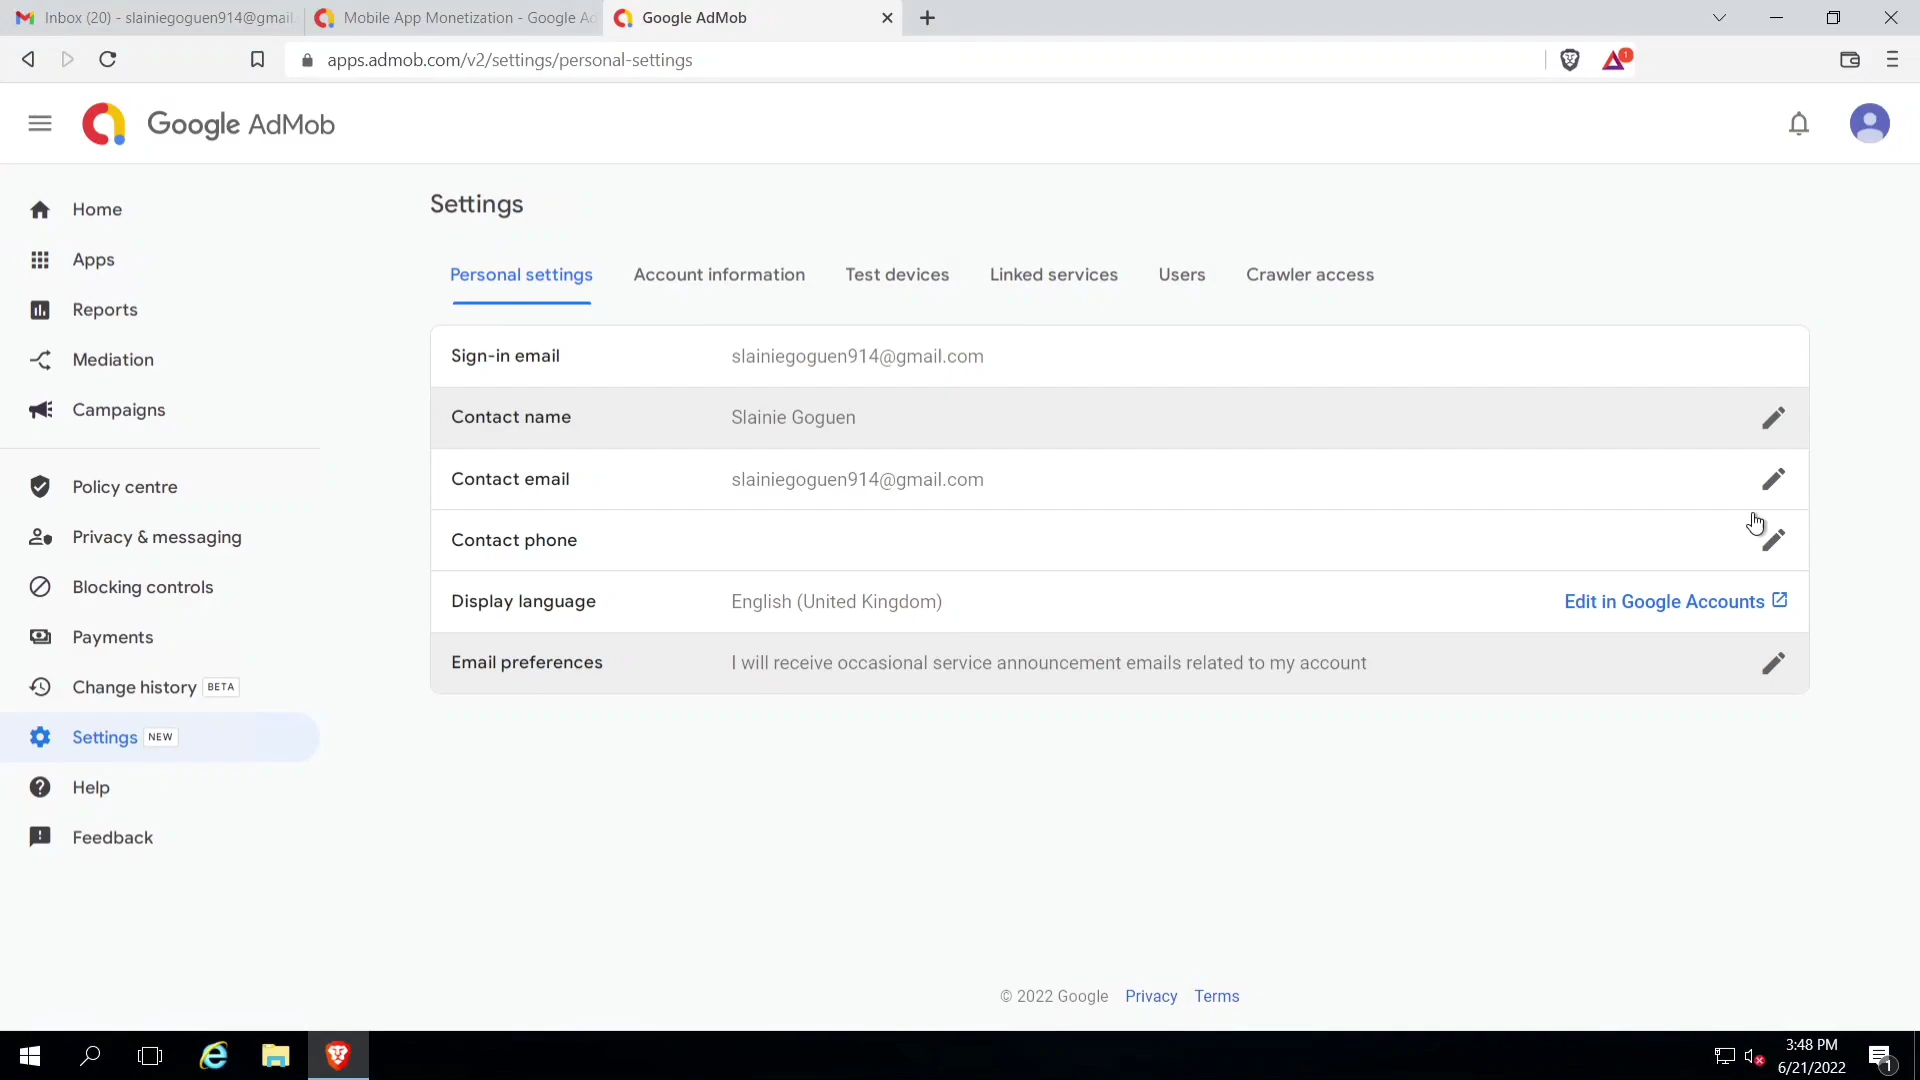 Inbox (20) - slainiegoguen914@gmail.
Mobile App Monetization - Google Ad
Google AdMob
apps.admob.com/v2/settings/personal-settings
1
Google AdMob
Home
Apps
Reports
Mediation
Campaigns
Policy centre
Privacy & messaging
Blocking controls
Payments
Change history BETA
Settings NEW
Help
Feedback
Settings
Personal settings
Account information
Test devices
Linked services
Users
Crawler access
Sign-in email
slainiegoguen914@gmail.com
Contact name
Slainie Goguen
Contact email
slainiegoguen914@gmail.com
Contact phone
Display language
English (United Kingdom)
Edit in Google Accounts
Email preferences
I will receive occasional service announcement emails related to my account
© 2022 Google Privacy Terms
3:48 PM
6/21/2022
1